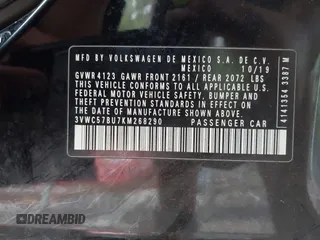 MFD BY VOLKSWAGEN DE MEXICO S.A. DE C.V.
MEXICO 10/19
GVWR 4123 GAWR FRONT 2161 / REAR 2072 LBS
THIS VEHICLE CONFORMS TO ALL APPLICABLE
FEDERAL MOTOR VEHICLE SAFETY, BUMPER AND
THEFT PREVENTION STANDARDS IN EFFECT ON THE
DATE OF MANUFACTURE SHOWN ABOVE
3VWC57BU7KM268290 PASSENGER CAR
4141354 3387 M
DREAMBID